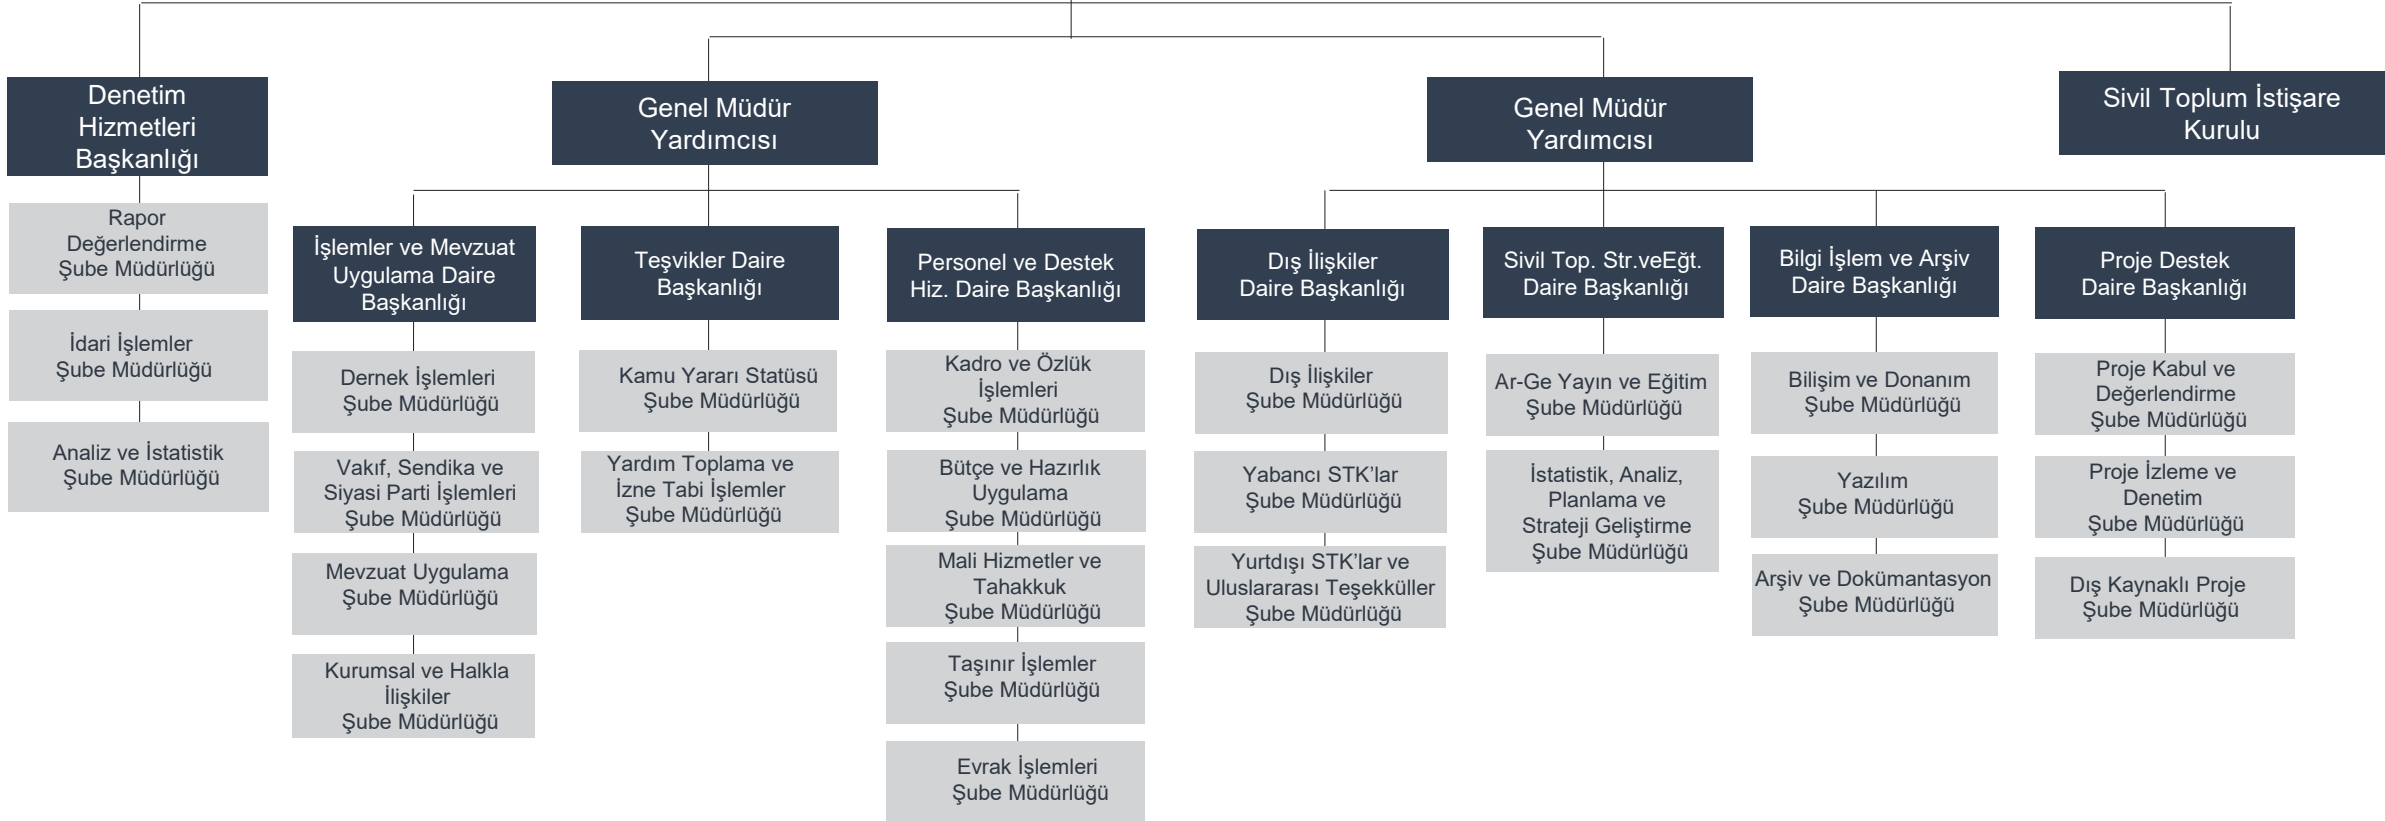 Denetim
Hizmetleri
Başkanlığı
Rapor
Değerlendirme
Şube Müdürlüğü
İdari İşlemler
Şube Müdürlüğü
Analiz ve İstatistik
Şube Müdürlüğü
Genel Müdür
Yardımcısı
İşlemler ve Mevzuat
Uygulama Daire
Başkanlığı
Dernek İşlemleri
Şube Müdürlüğü
Vakıf, Sendika ve
Siyasi Parti İşlemleri
Şube Müdürlüğü
Mevzuat Uygulama
Şube Müdürlüğü
Kurumsal ve Halkla
İlişkiler
Şube Müdürlüğü
Teşvikler Daire
Başkanlığı
Kamu Yararı Statüsü
Şube Müdürlüğü
Yardım Toplama ve
İzne Tabi İşlemler
Şube Müdürlüğü
Personel ve Destek
Hiz. Daire Başkanlığı
Kadro ve Özlük
İşlemleri
Şube Müdürlüğü
Bütçe ve Hazırlık
Uygulama
Şube Müdürlüğü
Mali Hizmetler ve
Tahakkuk
Şube Müdürlüğü
Taşınır İşlemler
Şube Müdürlüğü
Evrak İşlemleri
Şube Müdürlüğü
Genel Müdür
Yardımcısı
Dış İlişkiler
Daire Başkanlığı
Dış İlişkiler
Şube Müdürlüğü
Yabancı STK’lar
Şube Müdürlüğü
Yurtdışı STK’lar ve
Uluslararası Teşekküller
Şube Müdürlüğü
Sivil Top. Str.veEğt.
Daire Başkanlığı
Ar-Ge Yayın ve Eğitim
Şube Müdürlüğü
İstatistik, Analiz,
Planlama ve
Strateji Geliştirme
Şube Müdürlüğü
Bilgi İşlem ve Arşiv
Daire Başkanlığı
Bilişim ve Donanım
Şube Müdürlüğü
Yazılım
Şube Müdürlüğü
Arşiv ve Dokümantasyon
Şube Müdürlüğü
Proje Destek
Daire Başkanlığı
Proje Kabul ve
Değerlendirme
Şube Müdürlüğü
Proje İzleme ve
Denetim
Şube Müdürlüğü
Dış Kaynaklı Proje
Şube Müdürlüğü
Sivil Toplum İstişare
Kurulu